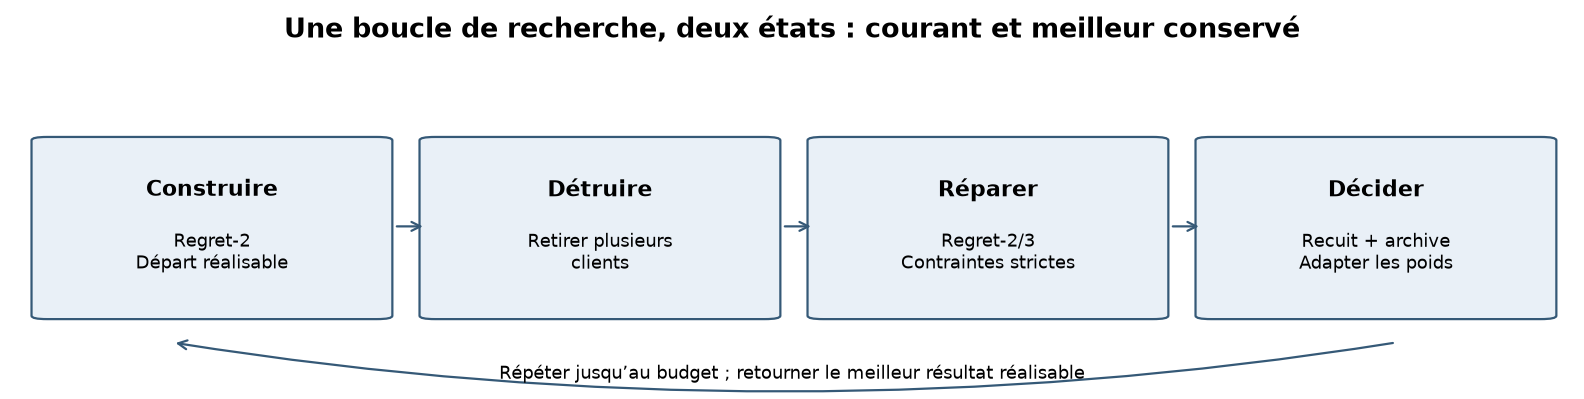 Une boucle de recherche, deux états : courant et meilleur conservé
Construire
Regret-2
Départ réalisable
Détruire
Retirer plusieurs
clients
Réparer
Regret-2/3
Contraintes strictes
Décider
Recuit + archive
Adapter les poids
Répéter jusqu’au budget ; retourner le meilleur résultat réalisable